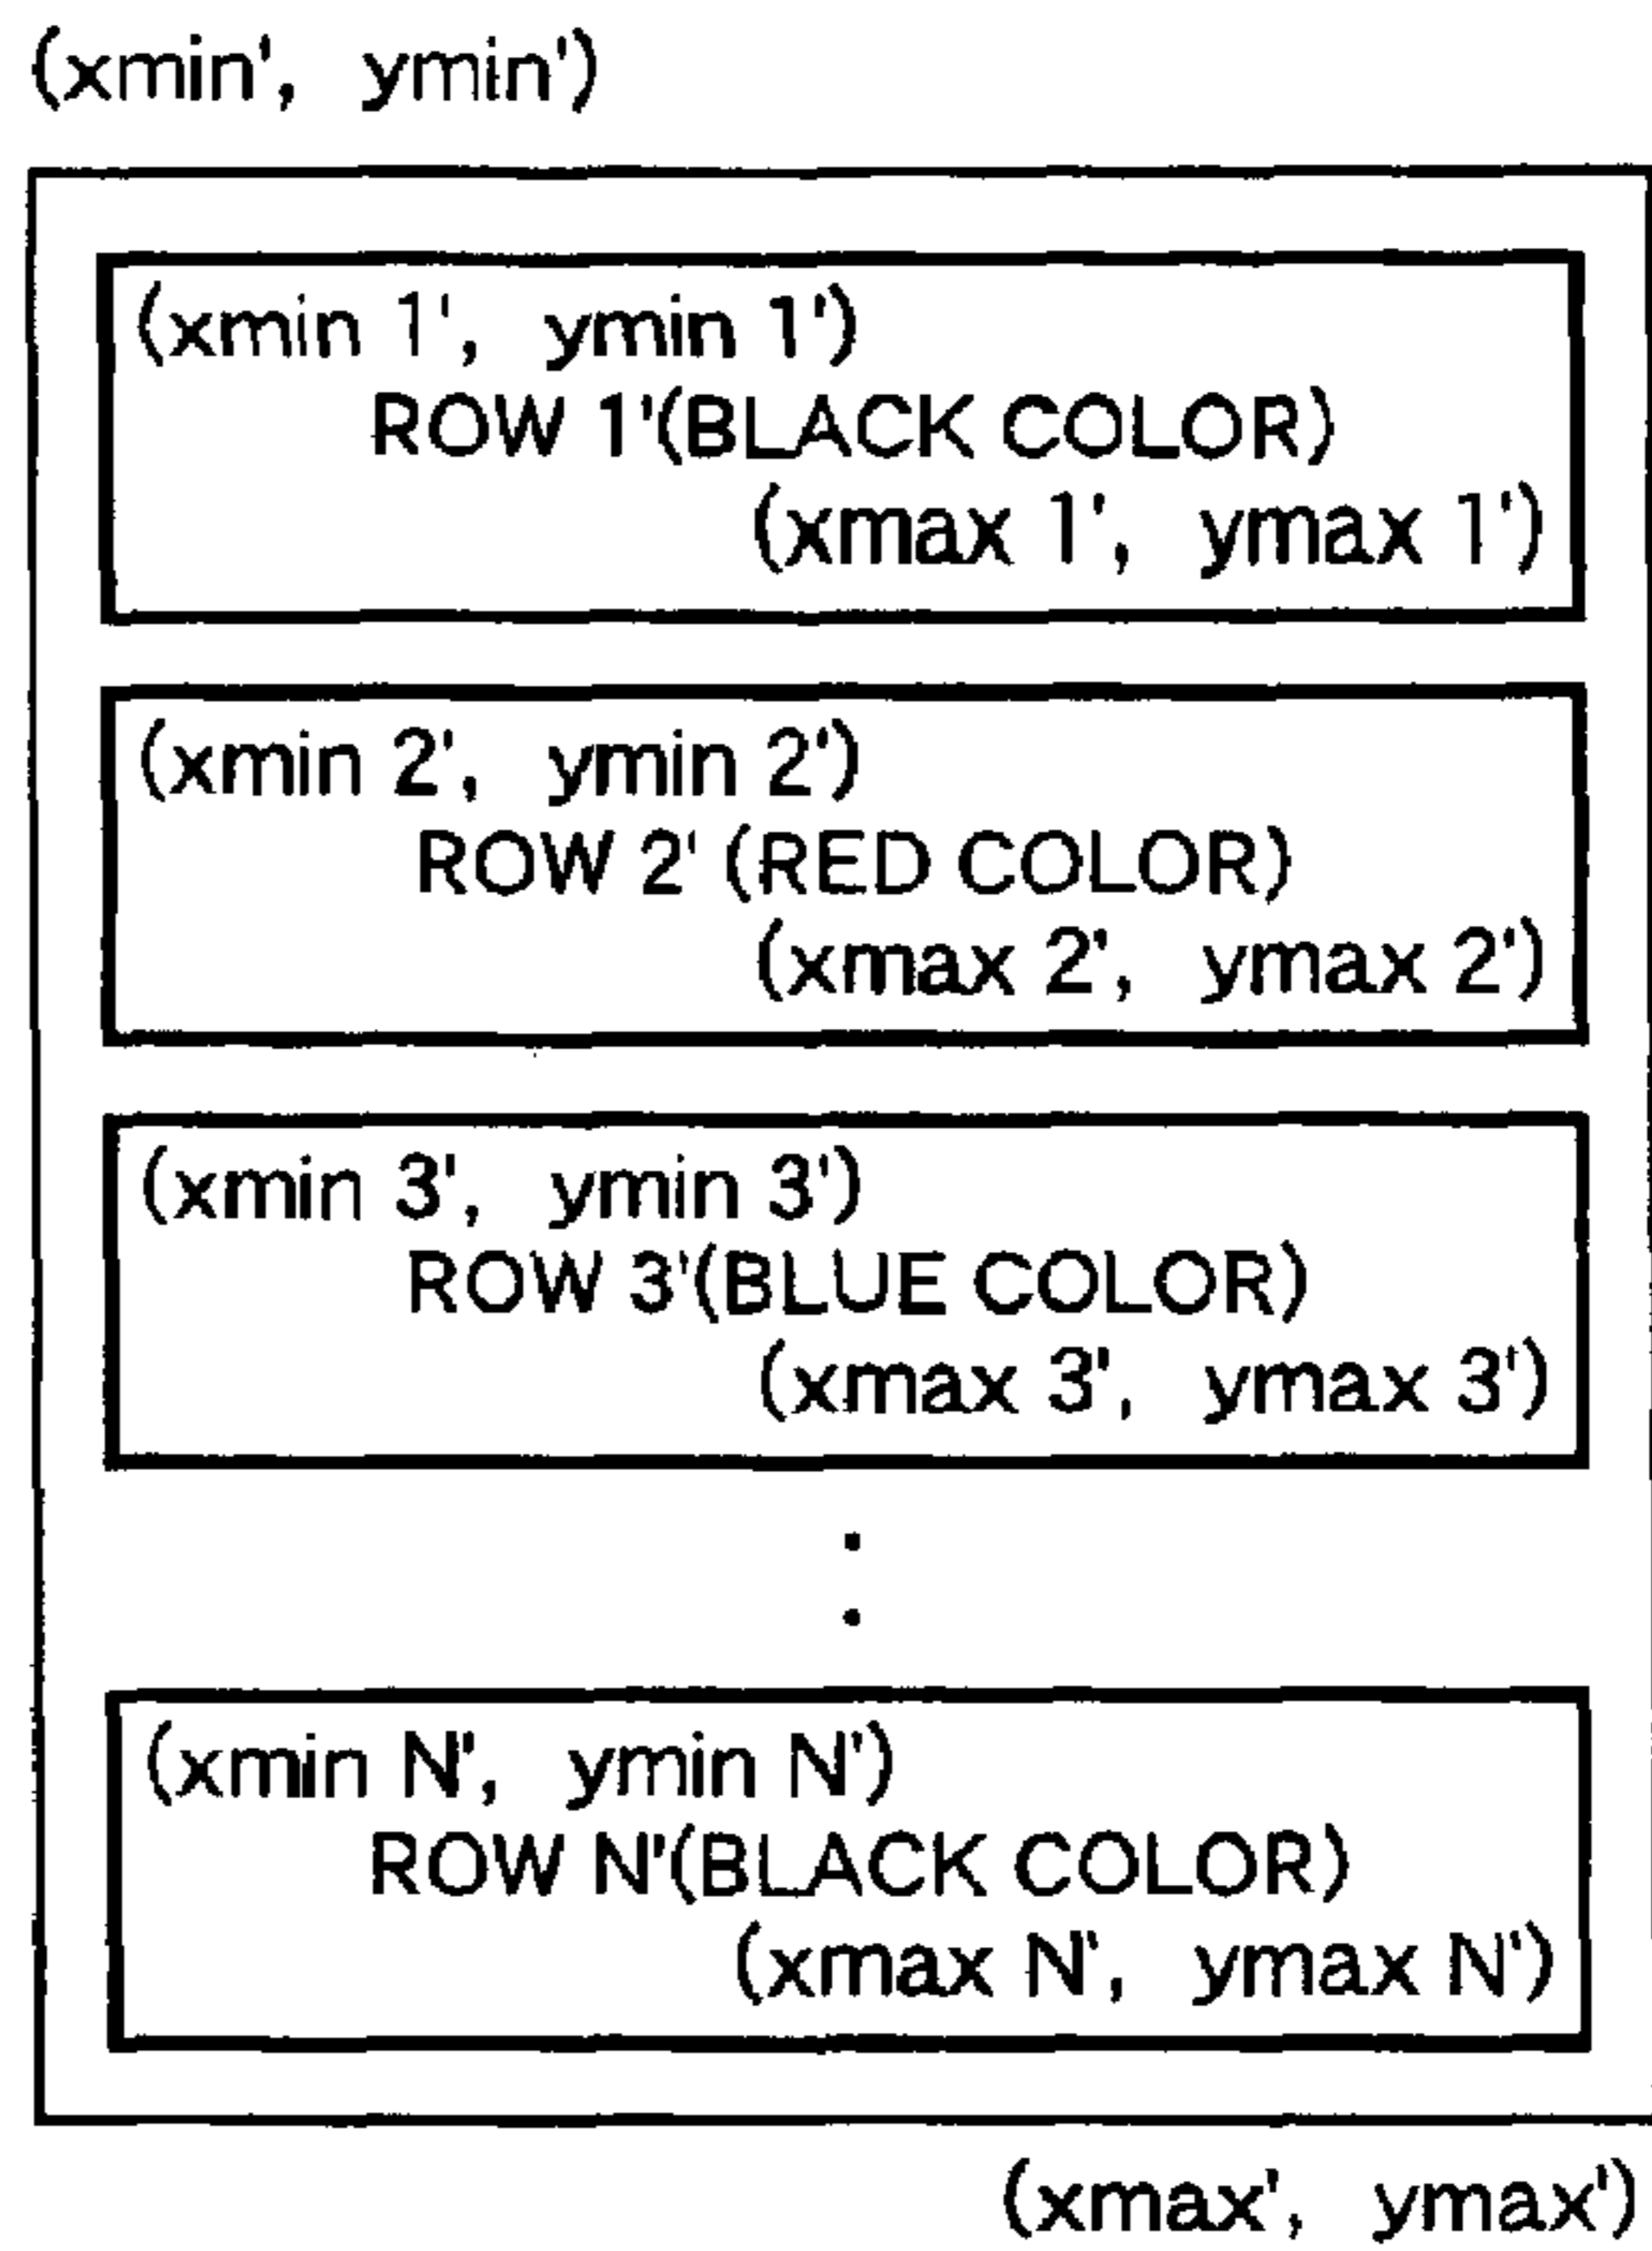 (xmin', ymin')
(xmin 1', ymin 1')
ROW 1'(BLACK COLOR)
(xmax 1', ymax 1')
(xmin 2', ymin 2')
ROW 2' (RED COLOR)
(xmax 2', ymax 2')
(xmin 3', ymin 3')
ROW 3'(BLUE COLOR)
(xmax 3', ymax 3')
(xmin N', ymin N')
ROW N'(BLACK COLOR)
(xmax N', ymax N')
(xmax', ymax')